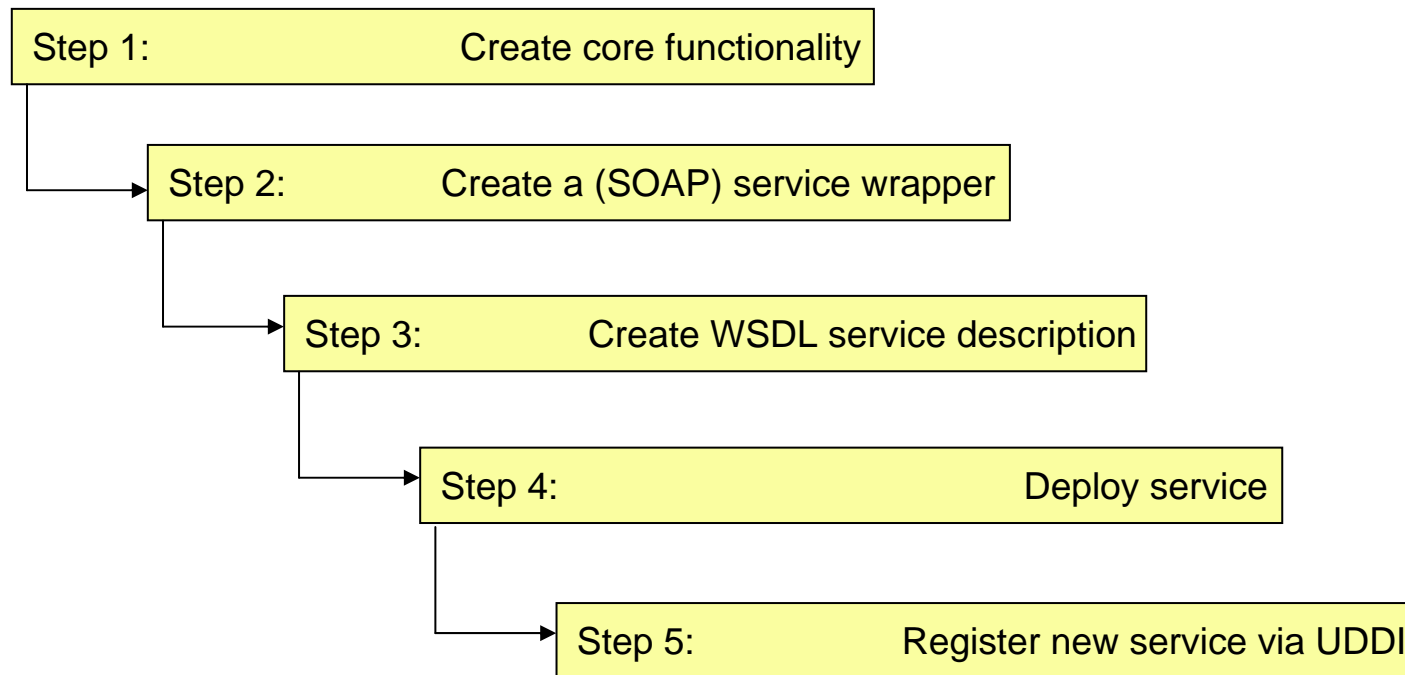 Step 1: Create core functionality
Step 2: Create a (SOAP) service wrapper
Step 3: Create WSDL service description
Step 4: Deploy service
Step 5: Register new service via UDDI